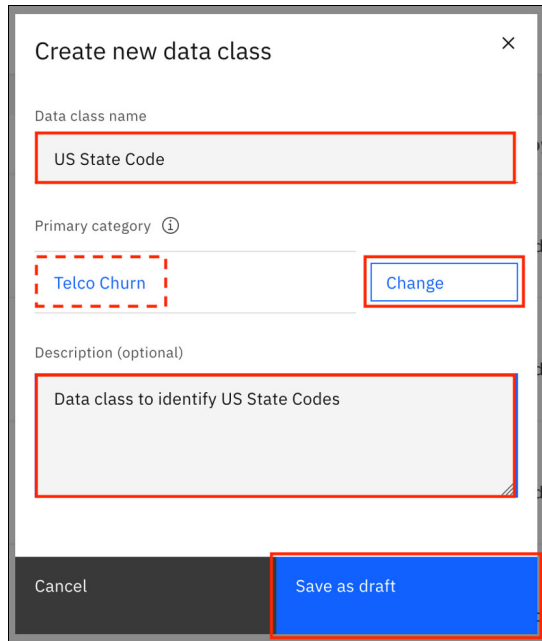 Create new data class
Data class name
US State Code
Primary category
Telco Churn
Change
Description (optional)
Data class to identify US State Codes
Cancel
Save as draft